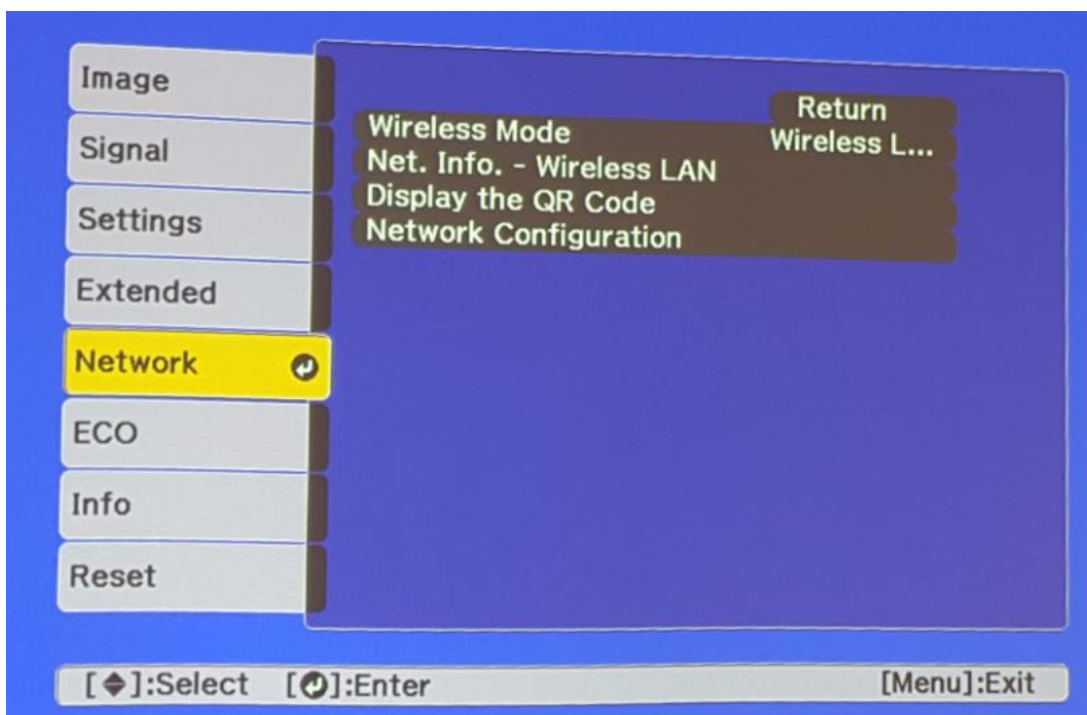 Image
Signal
Settings
Extended
Network
ECO
Info
Reset
Return
Wireless Mode Wireless L...
Net. Info. - Wireless LAN
Display the QR Code
Network Configuration
[◆]:Select [↵]:Enter [Menu]:Exit